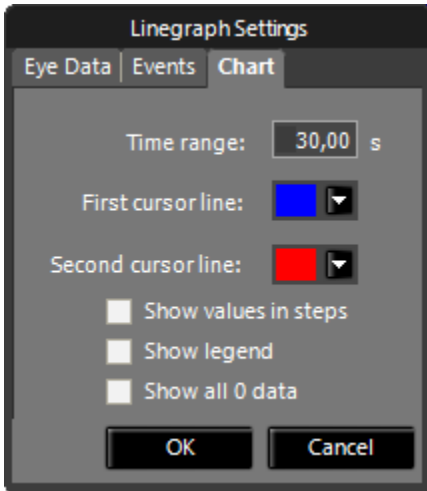 Linegraph Settings
Eye Data Events Chart
Time range: 30,00 s
First cursor line:
Second cursor line:
Show values in steps
Show legend
Show all 0 data
OK Cancel